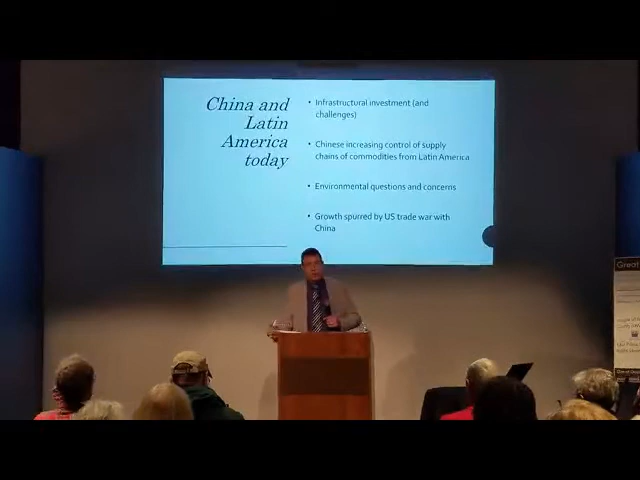 China and
Latin
America
today
• Infrastructural investment (and
challenges)
• Chinese increasing control of supply
chains of commodities from Latin America
• Environmental questions and concerns
• Growth spurred by US trade war with
China
Great